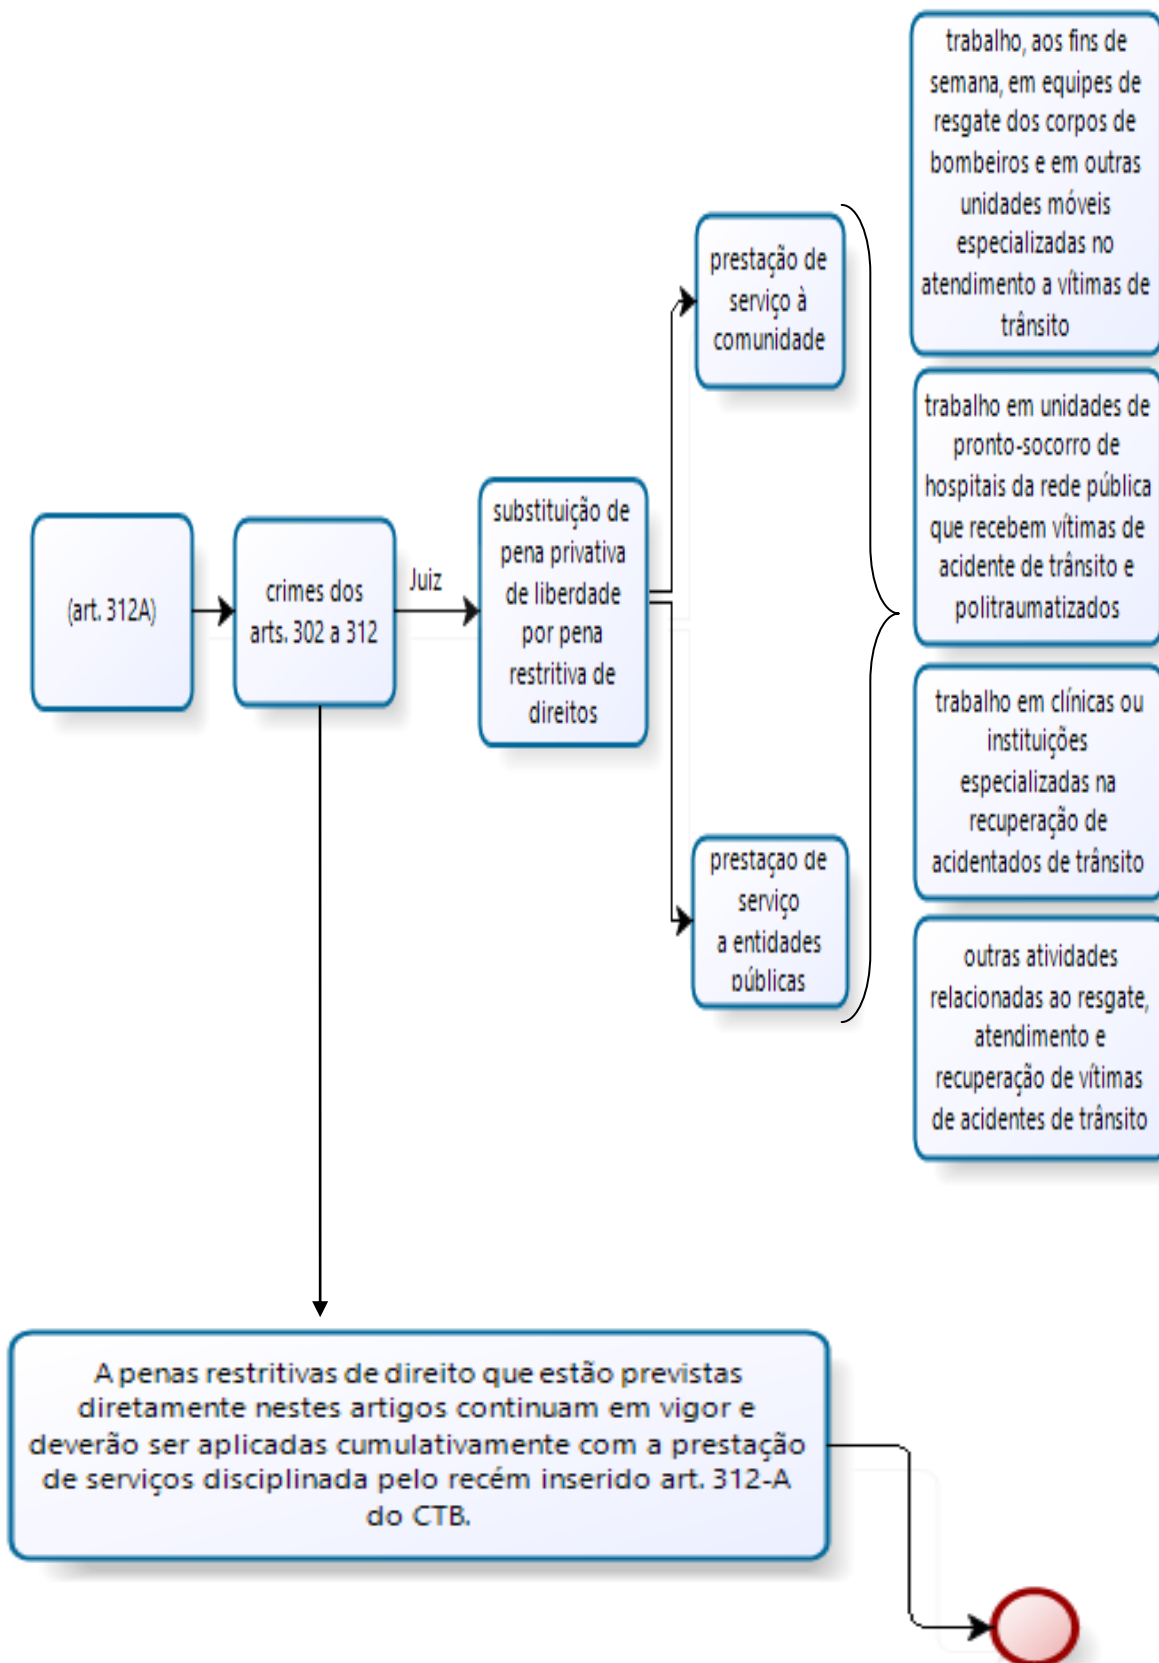 (art. 312A)
crimes dos
arts. 302 a 312
Juiz
substituição de
pena privativa
de liberdade
por pena
restritiva de
direitos
prestação de
serviço à
comunidade
prestaçao de
serviço
a entidades
públicas
trabalho, aos fins de
semana, em equipes de
resgate dos corpos de
bombeiros e em outras
unidades móveis
especializadas no
atendimento a vítimas de
trânsito
trabalho em unidades de
pronto-socorro de
hospitais da rede pública
que recebem vítimas de
acidente de trânsito e
politraumatizados
trabalho em clínicas ou
instituições
especializadas na
recuperação de
acidentados de trânsito
outras atividades
relacionadas ao resgate,
atendimento e
recuperação de vítimas
de acidentes de trânsito
A penas restritivas de direito que estão previstas
diretamente nestes artigos continuam em vigor e
deverão ser aplicadas cumulativamente com a prestação
de serviços disciplinada pelo recém inserido art. 312-A
do CTB.